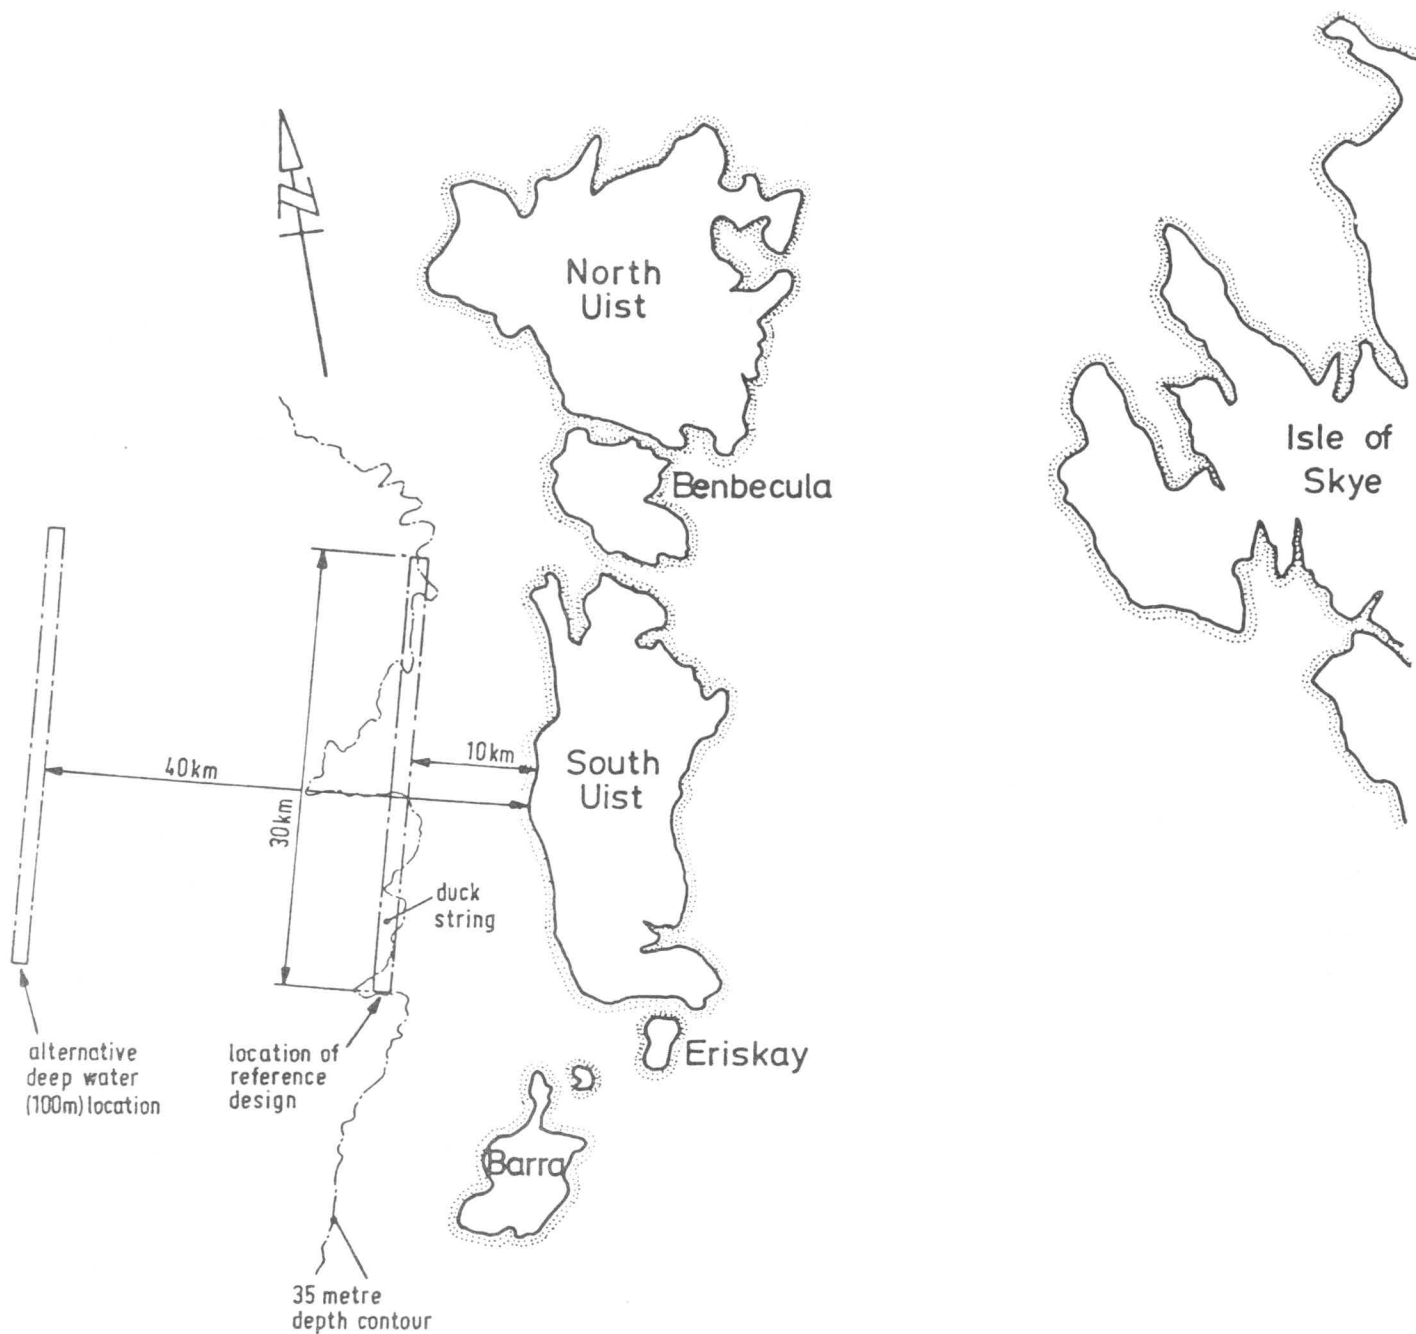 North
Uist
Isle of
Skye
Benbecula
10km
South
Uist
40km
30km
duck
string
alternative
deep water
(100m) location
location of
reference
design
Eriskay
Barra
35 metre
depth contour